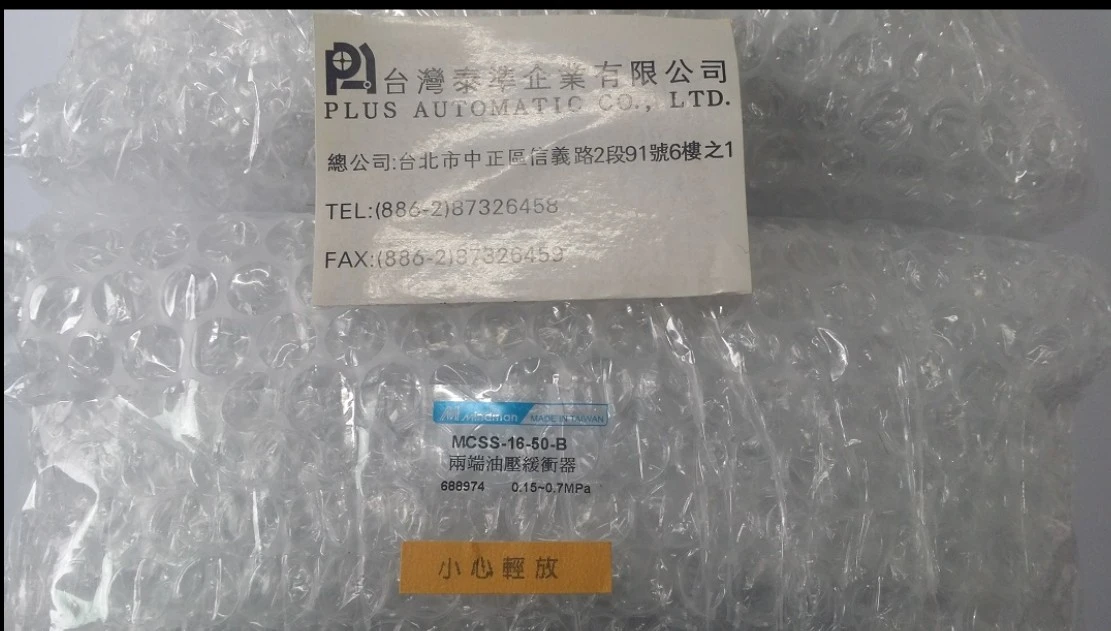 台灣泰準企業有限公司
PLUS AUTOMATIC CO., LTD.
總公司:台北市中正區信義路2段91號6樓之1
TEL:(886-2)87326458
FAX:(886-2)87326459
Mindman MADE IN TAIWAN
MCSS-16-50-B
兩端油壓緩衝器
688974 0.15~0.7MPa
小心輕放